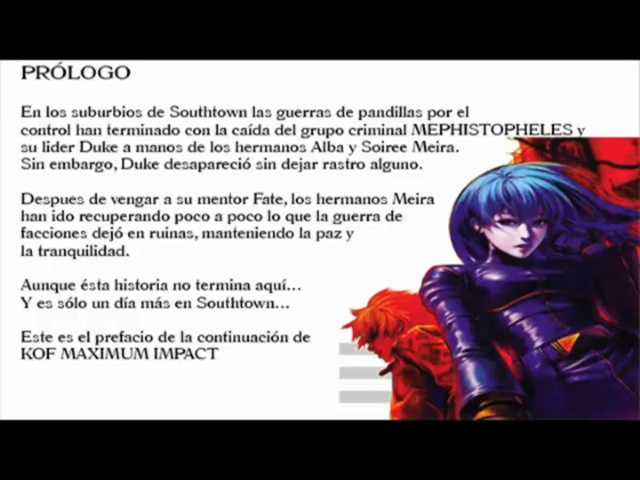 PRÓLOGO
En los suburbios de Southtown las guerras de pandillas por el
control han terminado con la caída del grupo criminal MEPHISTOPHELES y
su lider Duke a manos de los hermanos Alba y Soiree Meira.
Sin embargo, Duke desapareció sin dejar rastro alguno.
Despues de vengar a su mentor Fate, los hermanos Meira
han ido recuperando poco a poco lo que la guerra de
facciones dejó en ruinas, manteniendo la paz y
la tranquilidad.
Aunque ésta historia no termina aquí...
Y es sólo un día más en Southtown...
Este es el prefacio de la continuación de
KOF MAXIMUM IMPACT